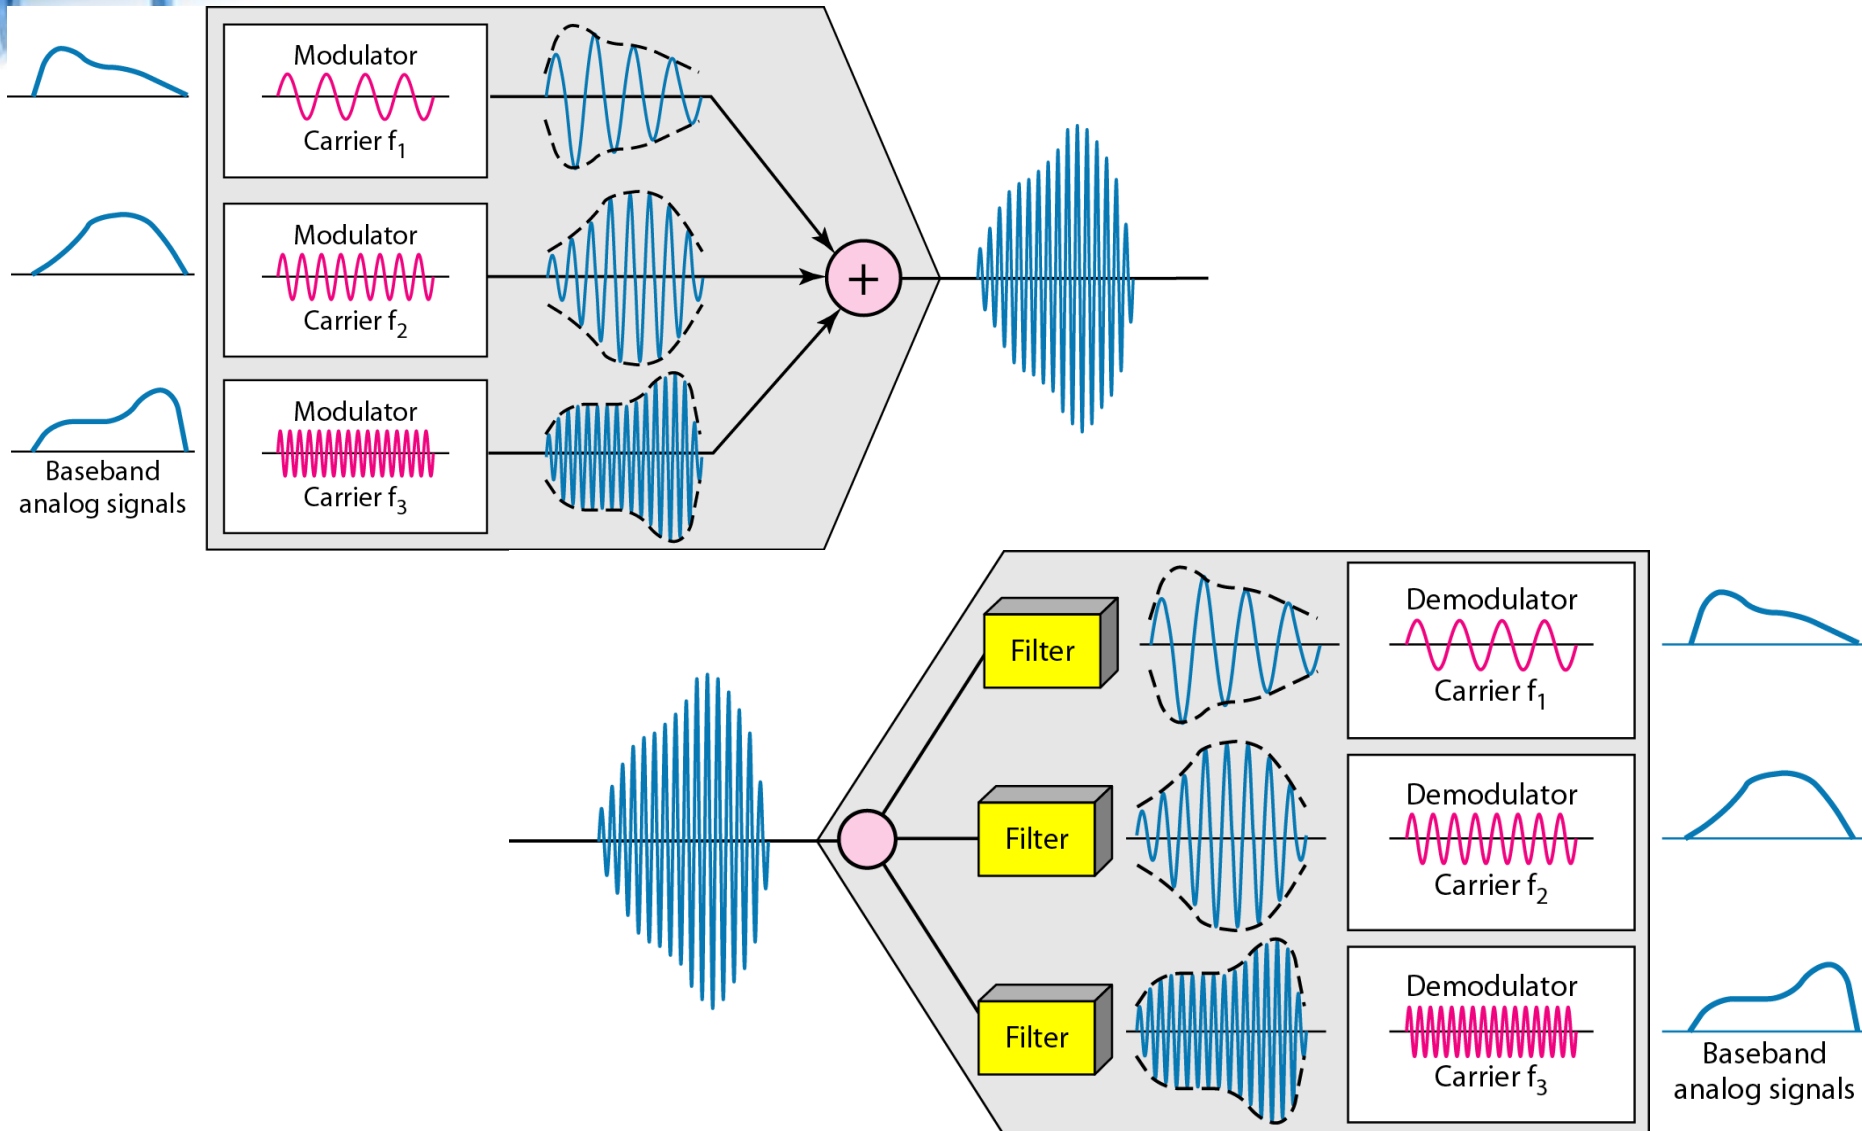 Modulator
Carrier f₁
Modulator
Carrier f₂
Modulator
Carrier f₃
Baseband
analog signals
+
Filter
Demodulator
Carrier f₁
Filter
Demodulator
Carrier f₂
Filter
Demodulator
Carrier f₃
Baseband
analog signals